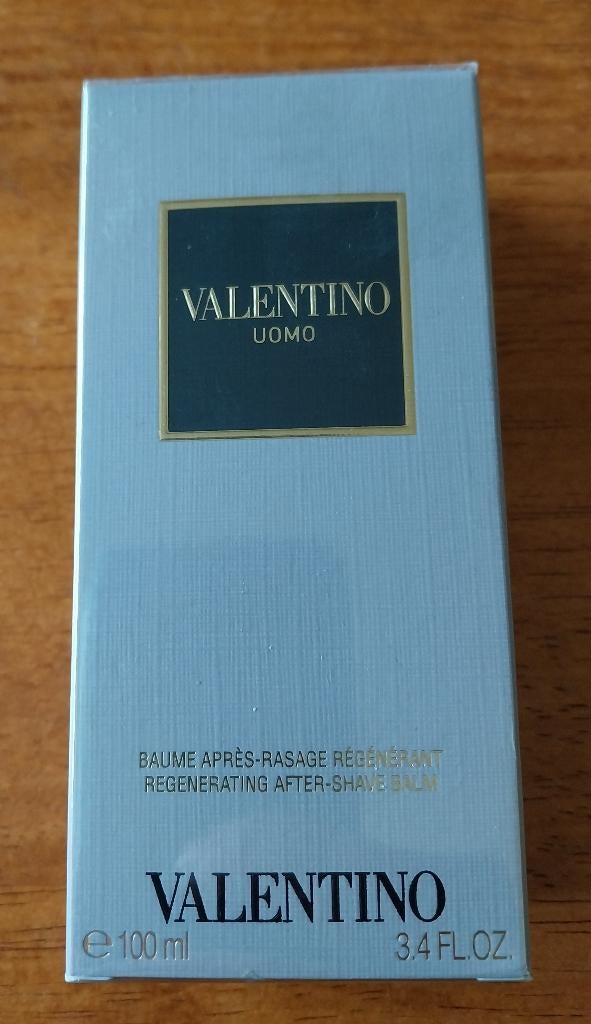 VALENTINO
UOMO
BAUME APRÈS-RASAGE RÉGÉNÉRANT
REGENERATING AFTER-SHAVE BALM
VALENTINO
℮ 100 ml 3.4 FL.OZ.